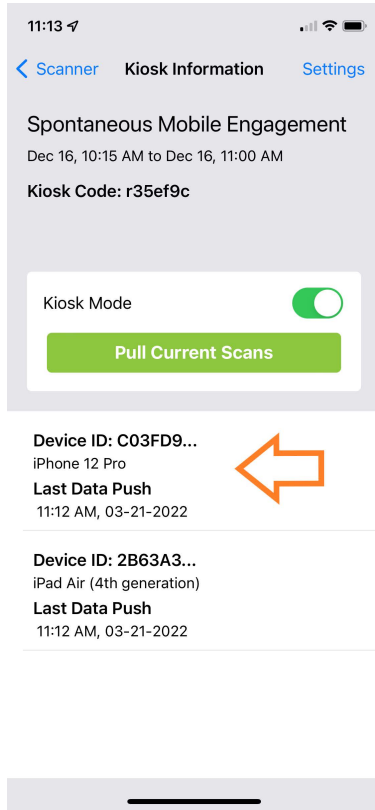 11:13
Scanner Kiosk Information Settings
Spontaneous Mobile Engagement
Dec 16, 10:15 AM to Dec 16, 11:00 AM
Kiosk Code: r35ef9c
Kiosk Mode
Pull Current Scans
Device ID: C03FD9...
iPhone 12 Pro
Last Data Push
11:12 AM, 03-21-2022
Device ID: 2B63A3...
iPad Air (4th generation)
Last Data Push
11:12 AM, 03-21-2022